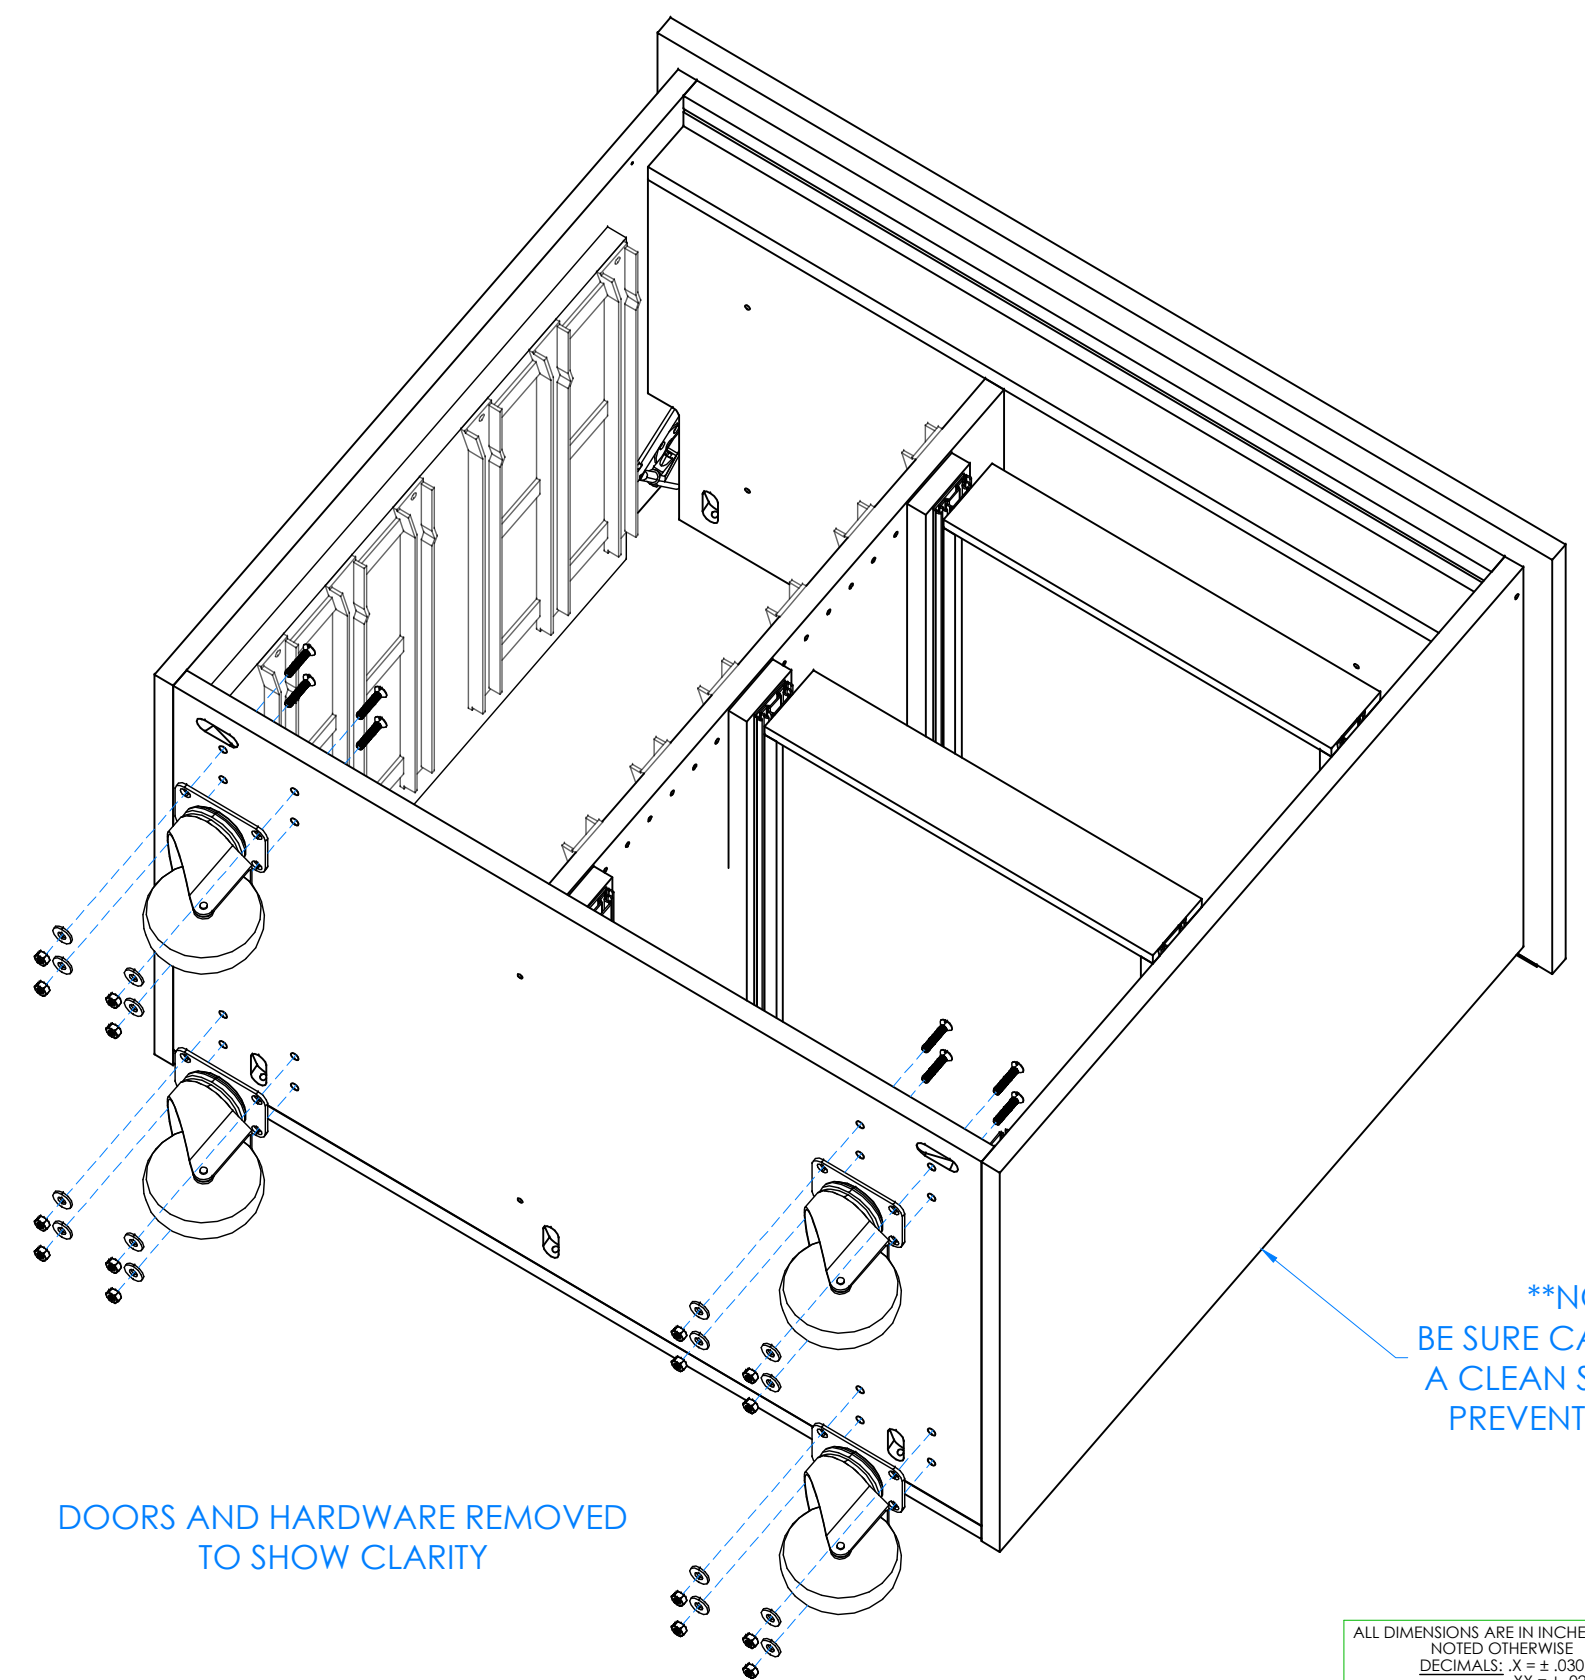 **NO
BE SURE CA
A CLEAN S
PREVENT
DOORS AND HARDWARE REMOVED
TO SHOW CLARITY
ALL DIMENSIONS ARE IN INCHE
NOTED OTHERWISE
DECIMALS: .X = ± .030